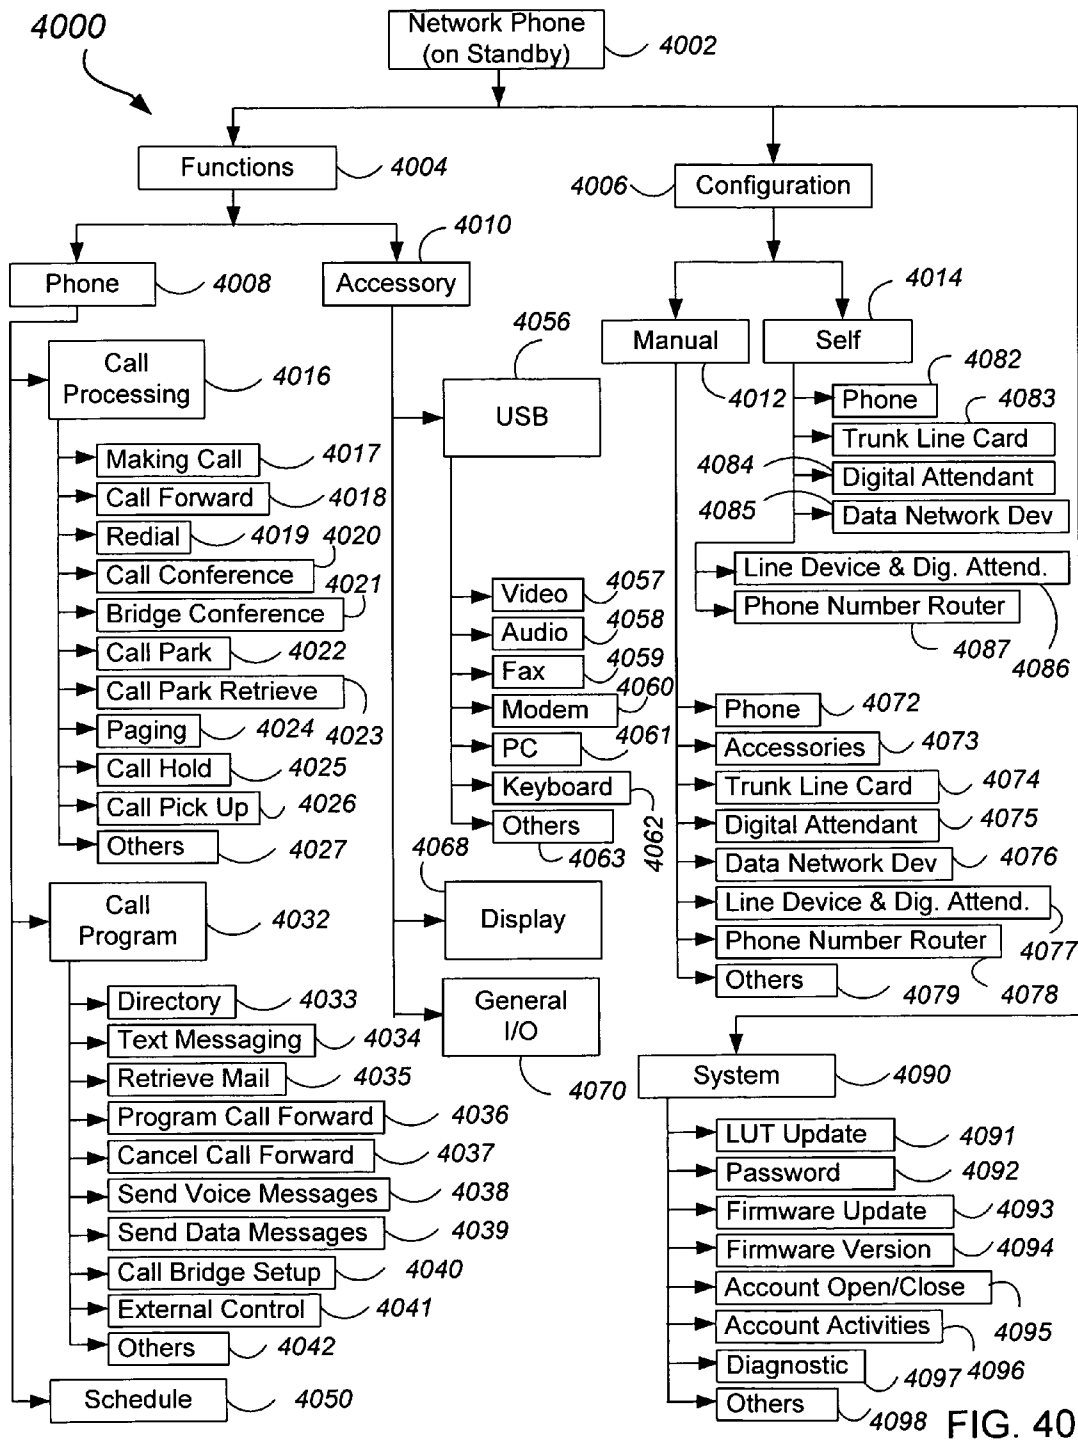 4000
Network Phone
(on Standby)
4002
Functions
4004
4006
Configuration
Phone
4008
4010
Accessory
4014
Manual
Self
4012
Call
Processing
4016
Making Call
4017
Call Forward
4018
Redial
4019
4020
Call Conference
4021
Bridge Conference
Call Park
4022
Call Park Retrieve
4023
Paging
4024
Call Hold
4025
Call Pick Up
4026
Others
4027
Call
Program
4032
Directory
4033
Text Messaging
4034
Retrieve Mail
4035
Program Call Forward
4036
Cancel Call Forward
4037
Send Voice Messages
4038
Send Data Messages
4039
Call Bridge Setup
4040
External Control
4041
Others
4042
Schedule
4050
4056
USB
Video
4057
Audio
4058
Fax
4059
Modem
4060
PC
4061
Keyboard
4062
Others
4063
4068
Display
General
I/O
4070
4082
Phone
4083
Trunk Line Card
4084
Digital Attendant
4085
Data Network Dev
Line Device & Dig. Attend.
4086
Phone Number Router
4087
Phone
4072
Accessories
4073
Trunk Line Card
4074
Digital Attendant
4075
Data Network Dev
4076
Line Device & Dig. Attend.
4077
Phone Number Router
4078
Others
4079
System
4090
LUT Update
4091
Password
4092
Firmware Update
4093
Firmware Version
4094
Account Open/Close
4095
Account Activities
4096
Diagnostic
4097
Others
4098
FIG. 40